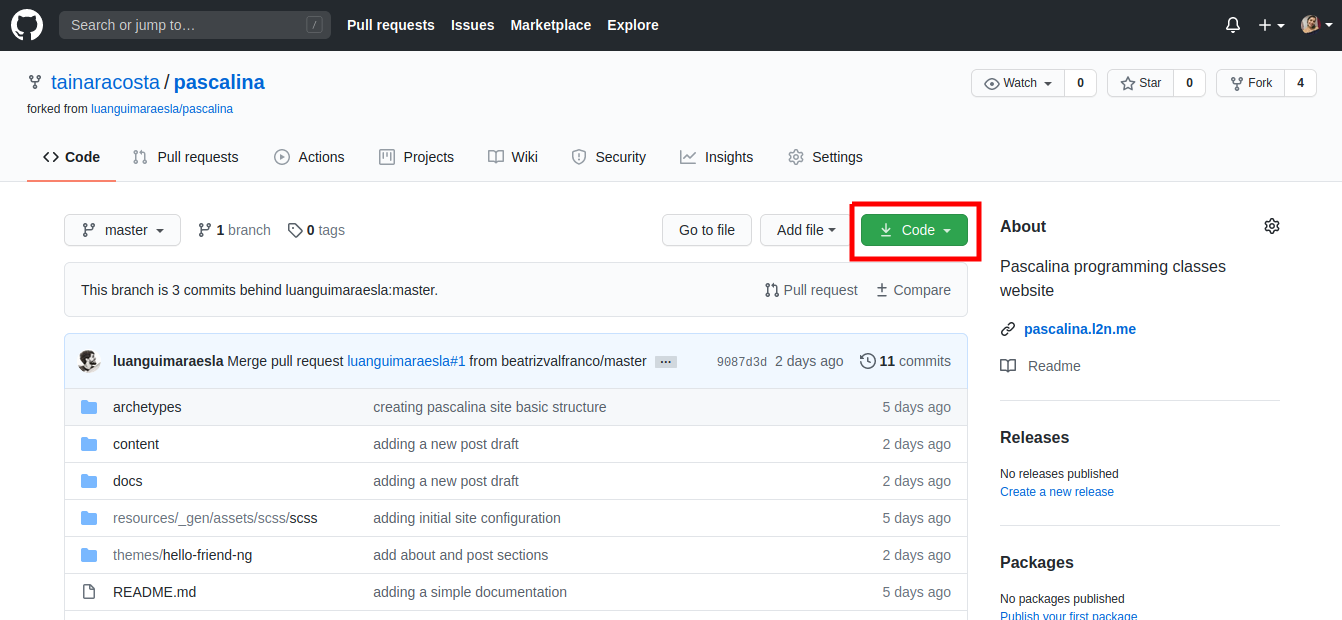 Search or jump to… / Pull requests Issues Marketplace Explore
tainaracosta / pascalina Watch 0 Star 0 Fork 4
forked from luanguimaraesla/pascalina
Code Pull requests Actions Projects Wiki Security Insights Settings
master 1 branch 0 tags Go to file Add file Code
This branch is 3 commits behind luanguimaraesla:master. Pull request Compare
luanguimaraesla Merge pull request luanguimaraesla#1 from beatrizvalfranco/master ... 9087d3d 2 days ago 11 commits
archetypes creating pascalina site basic structure 5 days ago
content adding a new post draft 2 days ago
docs adding a new post draft 2 days ago
resources/_gen/assets/scss/scss adding initial site configuration 5 days ago
themes/hello-friend-ng add about and post sections 2 days ago
README.md adding a simple documentation 5 days ago
About
Pascalina programming classes
website
pascalina.l2n.me
Readme
Releases
No releases published
Create a new release
Packages
No packages published
Publish your first package